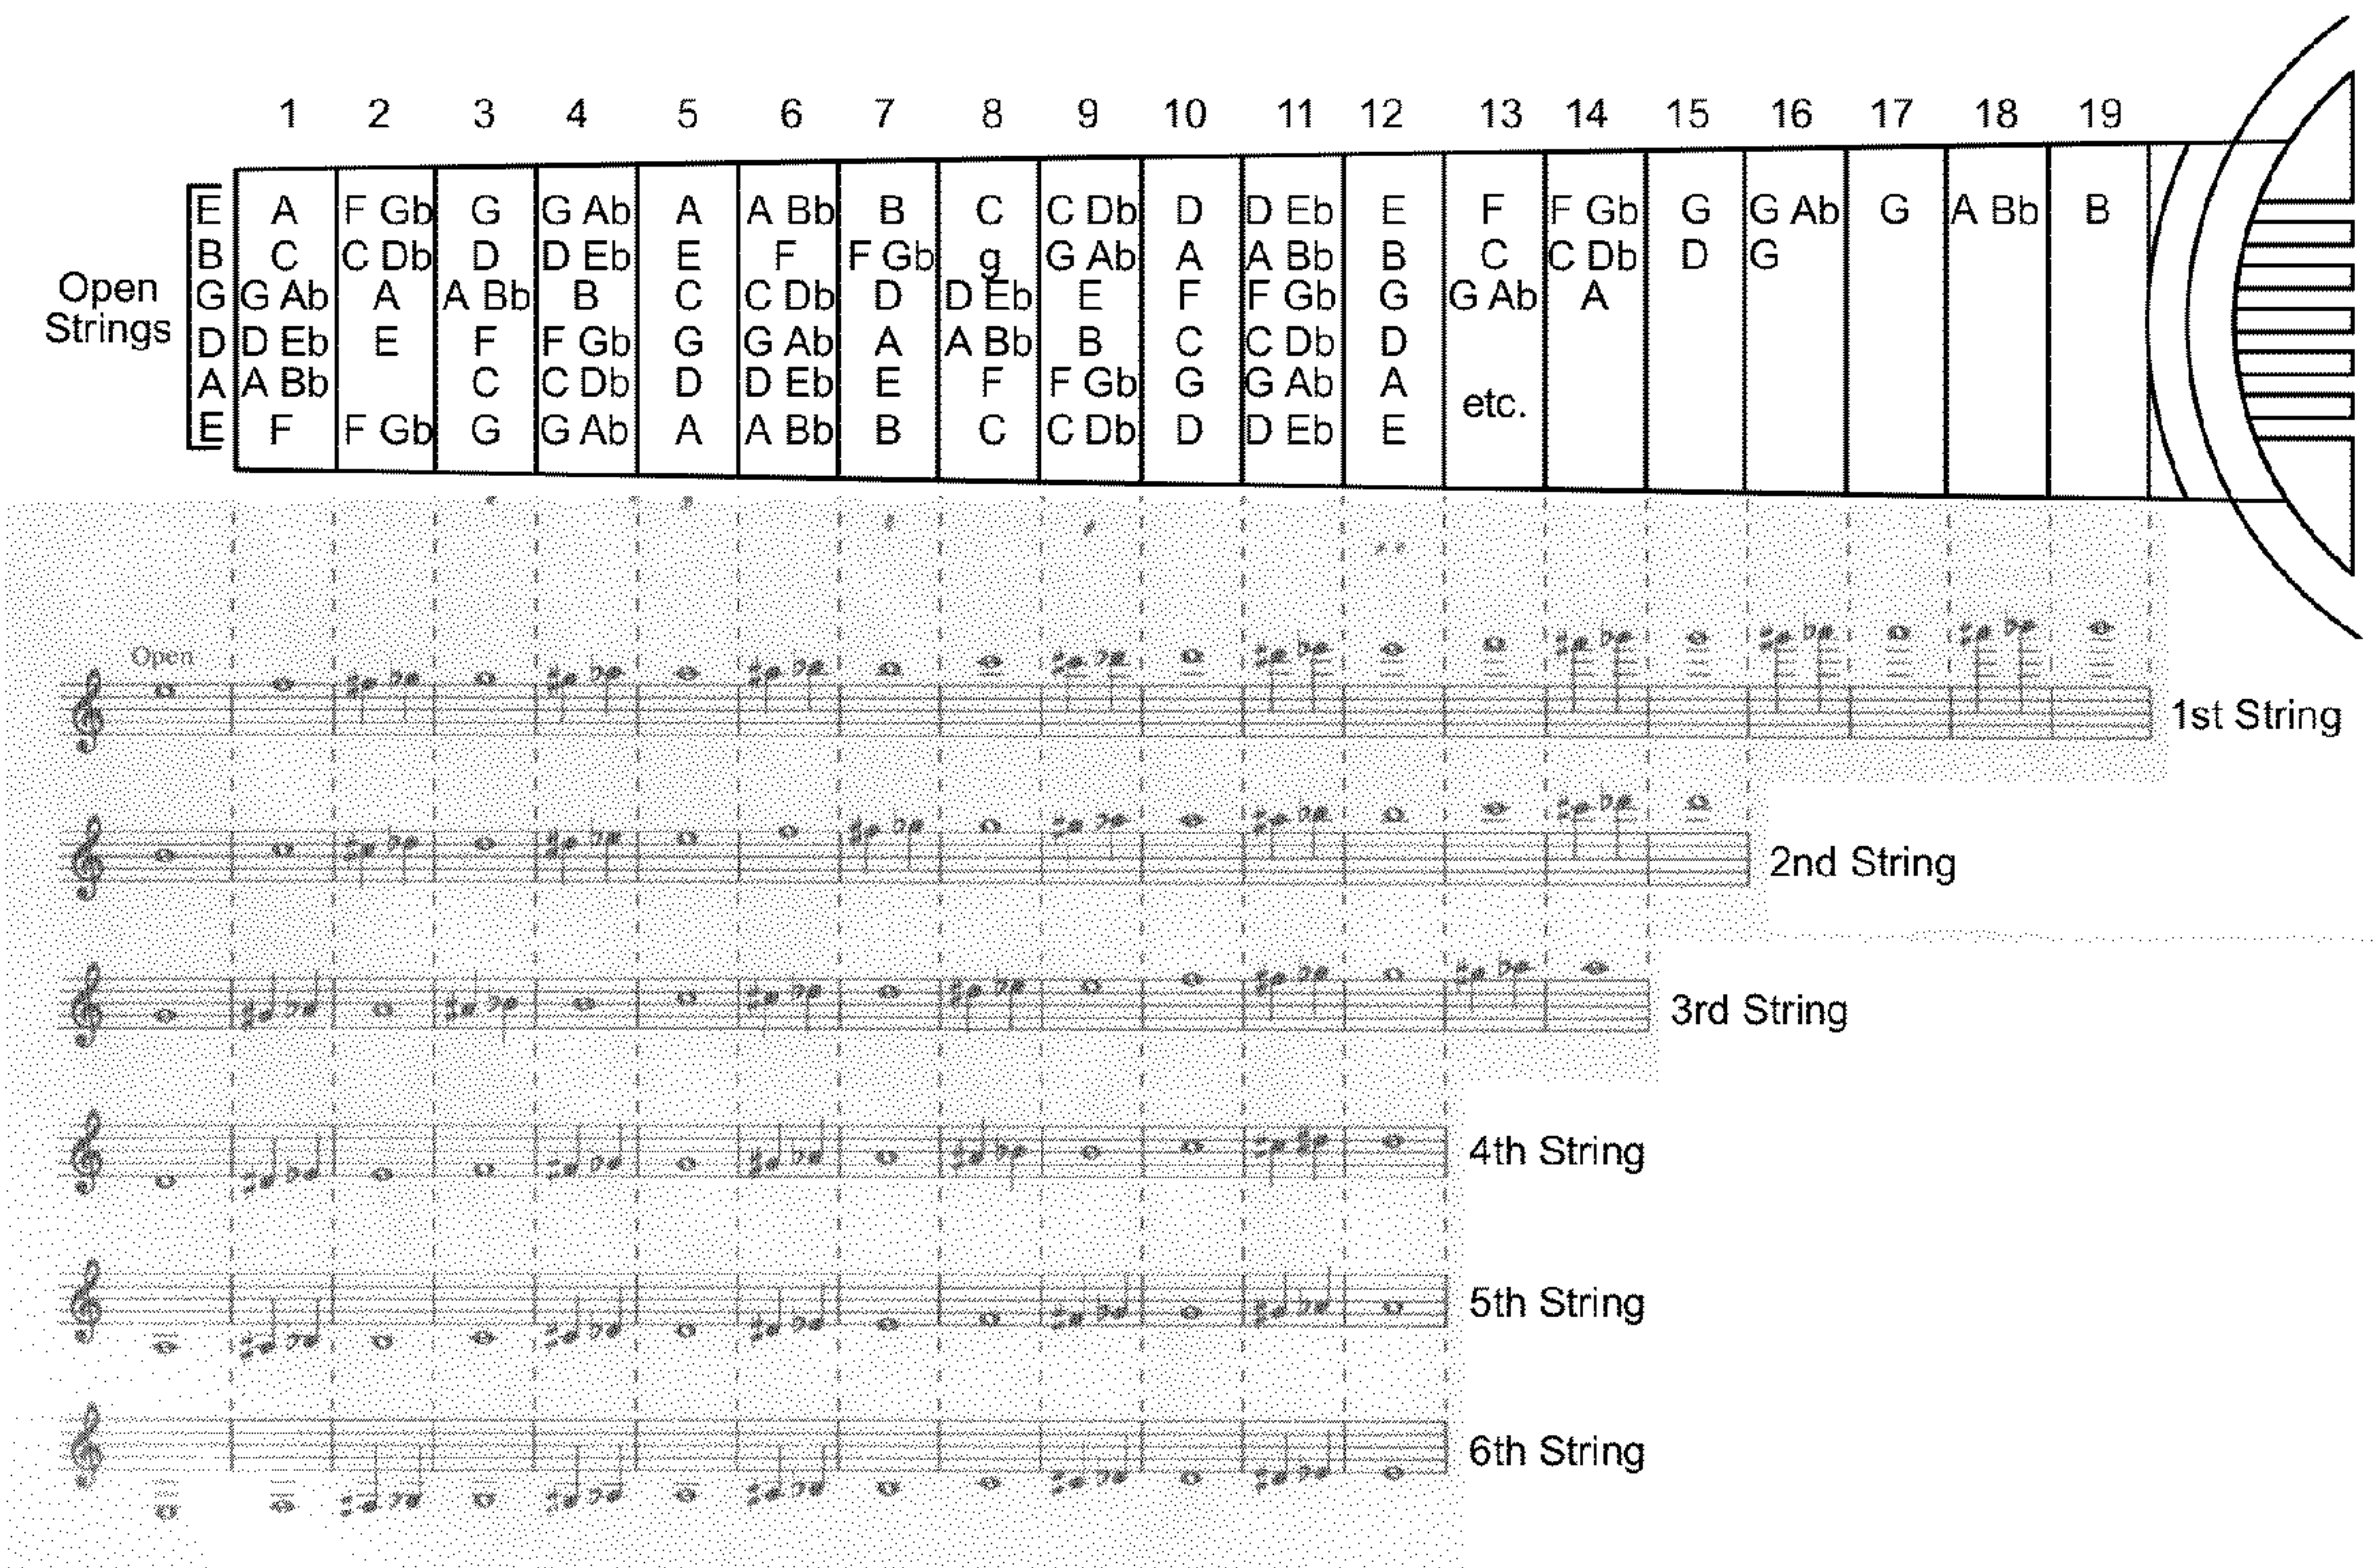 1 2 3 4 5 6 7 8 9 10 11 12 13 14 15 16 17 18 19
E A F Gb G G Ab A A Bb B C C Db D D Eb E F F Gb G G Ab G A Bb B
B C C Db D D Eb E F F Gb g G Ab A A Bb B C C Db D G
Open
Strings
G G Ab A A Bb B C C Db D D Eb E F F Gb G G Ab A
D D Eb E F F Gb G G Ab A A Bb B C C Db D
A A Bb C C Db D D Eb E F F Gb G G Ab A
etc.
E F F Gb G G Ab A A Bb B C C Db D D Eb E
Open
1st String
2nd String
3rd String
4th String
5th String
6th String